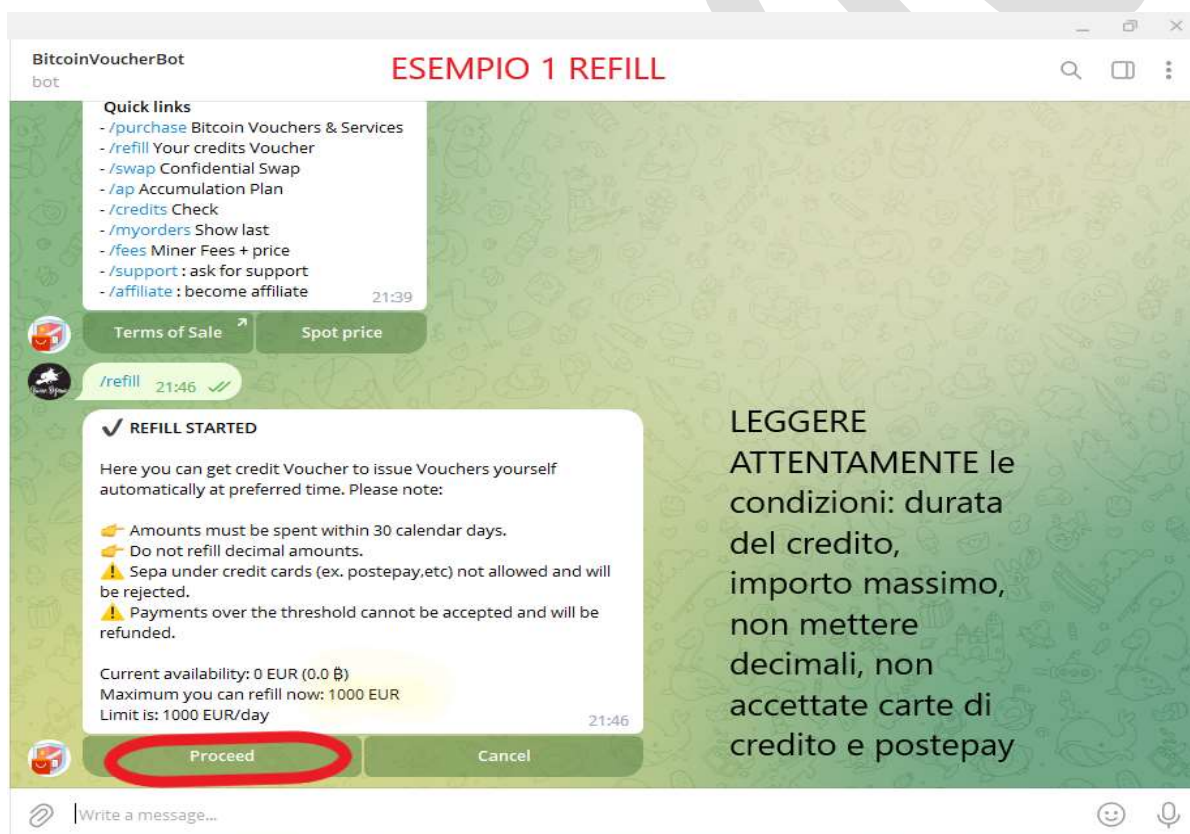 BitcoinVoucherBot
bot
ESEMPIO 1 REFILL
Quick links
- /purchase Bitcoin Vouchers & Services
- /refill Your credits Voucher
- /swap Confidential Swap
- /ap Accumulation Plan
- /credits Check
- /myorders Show last
- /fees Miner Fees + price
- /support : ask for support
- /affiliate : become affiliate
21:39
Terms of Sale
Spot price
/refill 21:46
✔ REFILL STARTED
Here you can get credit Voucher to issue Vouchers yourself
automatically at preferred time. Please note:
👉 Amounts must be spent within 30 calendar days.
👉 Do not refill decimal amounts.
⚠ Sepa under credit cards (ex. postepay,etc) not allowed and will
be rejected.
⚠ Payments over the threshold cannot be accepted and will be
refunded.
Current availability: 0 EUR (0.0 ₿)
Maximum you can refill now: 1000 EUR
Limit is: 1000 EUR/day
21:46
Proceed
Cancel
LEGGERE
ATTENTAMENTE le
condizioni: durata
del credito,
importo massimo,
non mettere
decimali, non
accettate carte di
credito e postepay
Write a message...